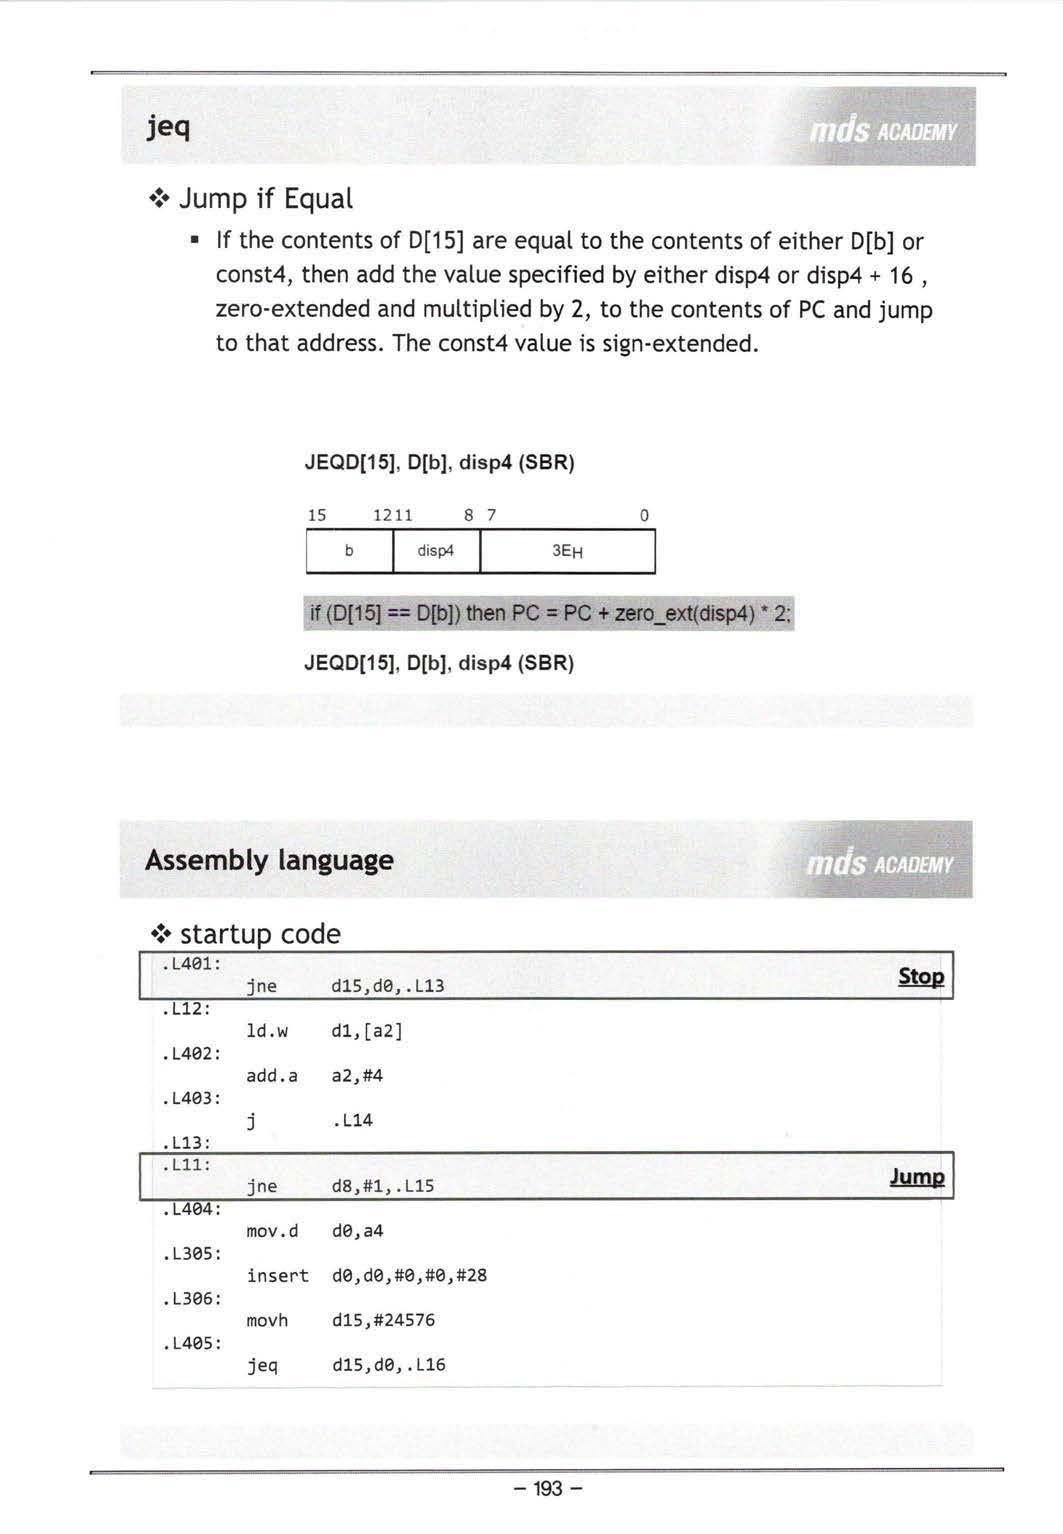 jeq
mds ACADEMY
❖ Jump if Equal
▪ If the contents of D[15] are equal to the contents of either D[b] or
const4, then add the value specified by either disp4 or disp4 + 16 ,
zero-extended and multiplied by 2, to the contents of PC and jump
to that address. The const4 value is sign-extended.
JEQD[15], D[b], disp4 (SBR)
15 1211 8 7 0
b disp4 3EH
if (D[15] == D[b]) then PC = PC + zero_ext(disp4) * 2;
JEQD[15], D[b], disp4 (SBR)
Assembly language
mds ACADEMY
❖ startup code
.L401:
jne d15,d0,.L13 Stop
.L12:
ld.w d1,[a2]
.L402:
add.a a2,#4
.L403:
j .L14
.L13:
.L11:
jne d8,#1,.L15 Jump
.L404:
mov.d d0,a4
.L305:
insert d0,d0,#0,#0,#28
.L306:
movh d15,#24576
.L405:
jeq d15,d0,.L16
- 193 -